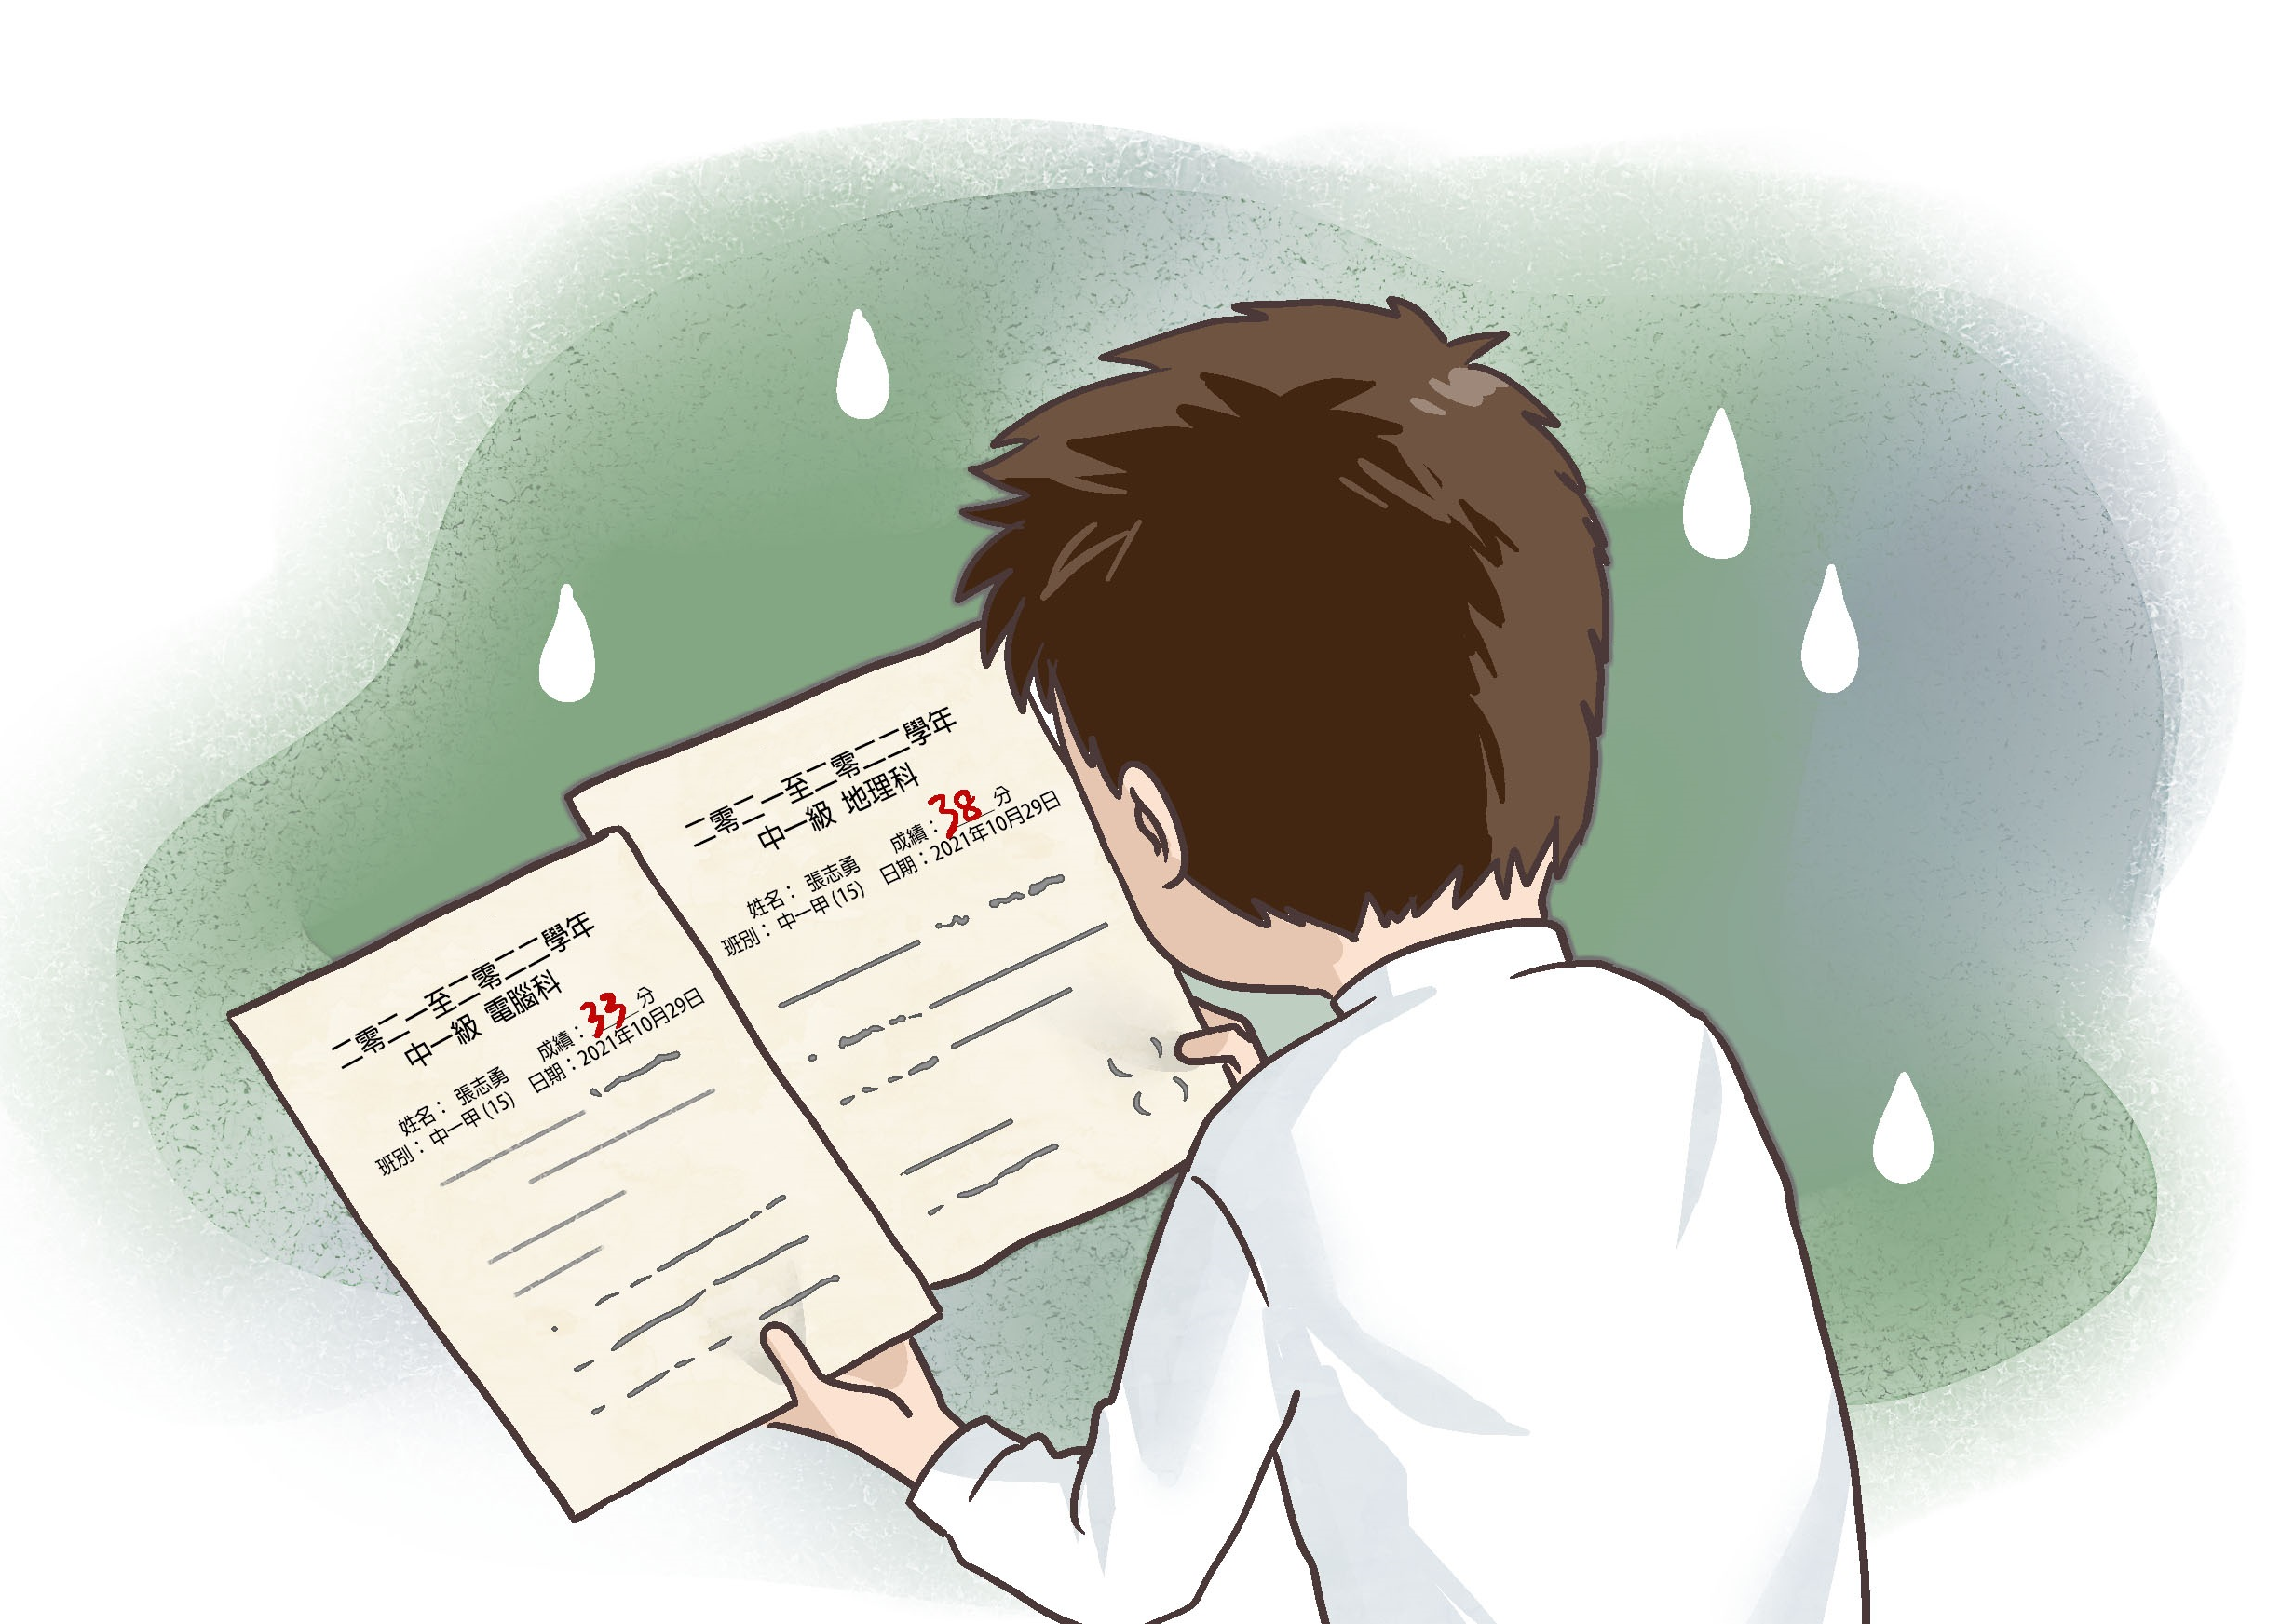 二零二一至二零二二學年
中一級 電腦科
成績：33分
姓名： 張志勇 日期：2021年10月29日
班別： 中一甲 (15)
二零二一至二零二二學年
中一級 地理科
成績：38分
姓名： 張志勇 日期：2021年10月29日
班別： 中一甲 (15)